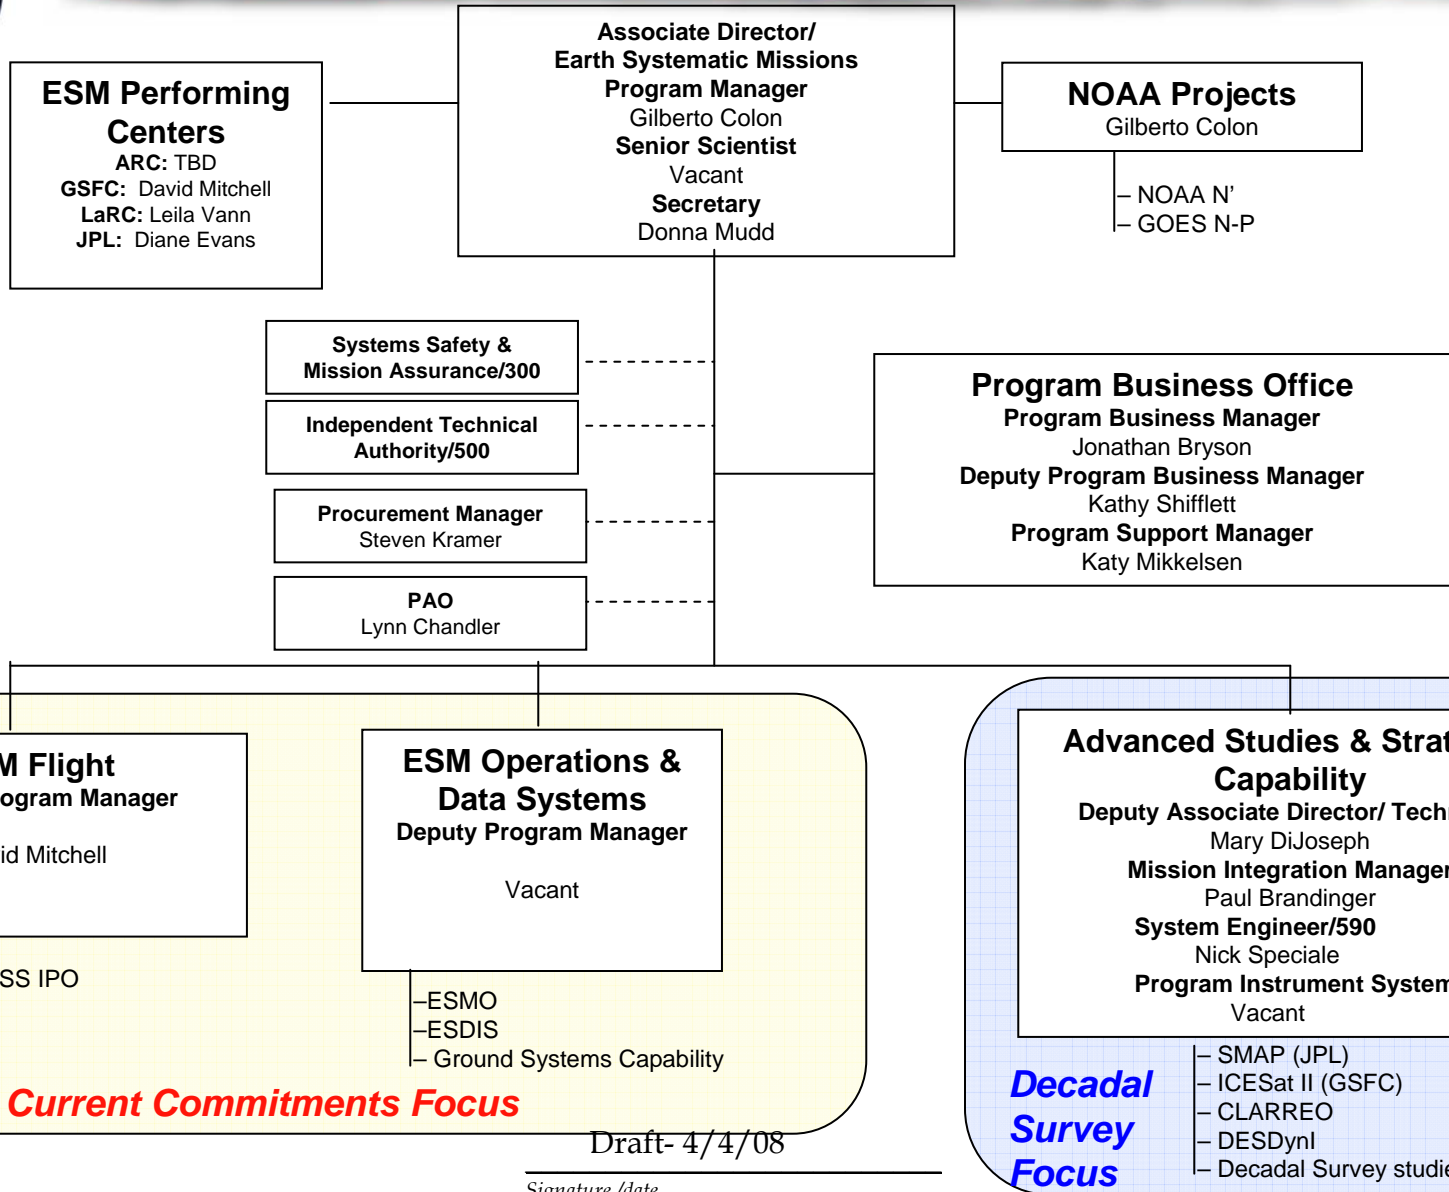 Associate Director/
Earth Systematic Missions
Program Manager
Gilberto Colon
Senior Scientist
Vacant
Secretary
Donna Mudd
ESM Performing
Centers
ARC: TBD
GSFC: David Mitchell
LaRC: Leila Vann
JPL: Diane Evans
NOAA Projects
Gilberto Colon
– NOAA N’
– GOES N-P
Systems Safety &
Mission Assurance/300
Independent Technical
Authority/500
Procurement Manager
Steven Kramer
PAO
Lynn Chandler
Program Business Office
Program Business Manager
Jonathan Bryson
Deputy Program Business Manager
Kathy Shifflett
Program Support Manager
Katy Mikkelsen
M Flight
ogram Manager
id Mitchell
SS IPO
ESM Operations &
Data Systems
Deputy Program Manager
Vacant
–ESMO
–ESDIS
– Ground Systems Capability
Current Commitments Focus
Advanced Studies & Strat
Capability
Deputy Associate Director/ Techn
Mary DiJoseph
Mission Integration Manager
Paul Brandinger
System Engineer/590
Nick Speciale
Program Instrument System
Vacant
– SMAP (JPL)
– ICESat II (GSFC)
– CLARREO
– DESDynI
– Decadal Survey studie
Decadal
Survey
Focus
Draft- 4/4/08
Signature /date